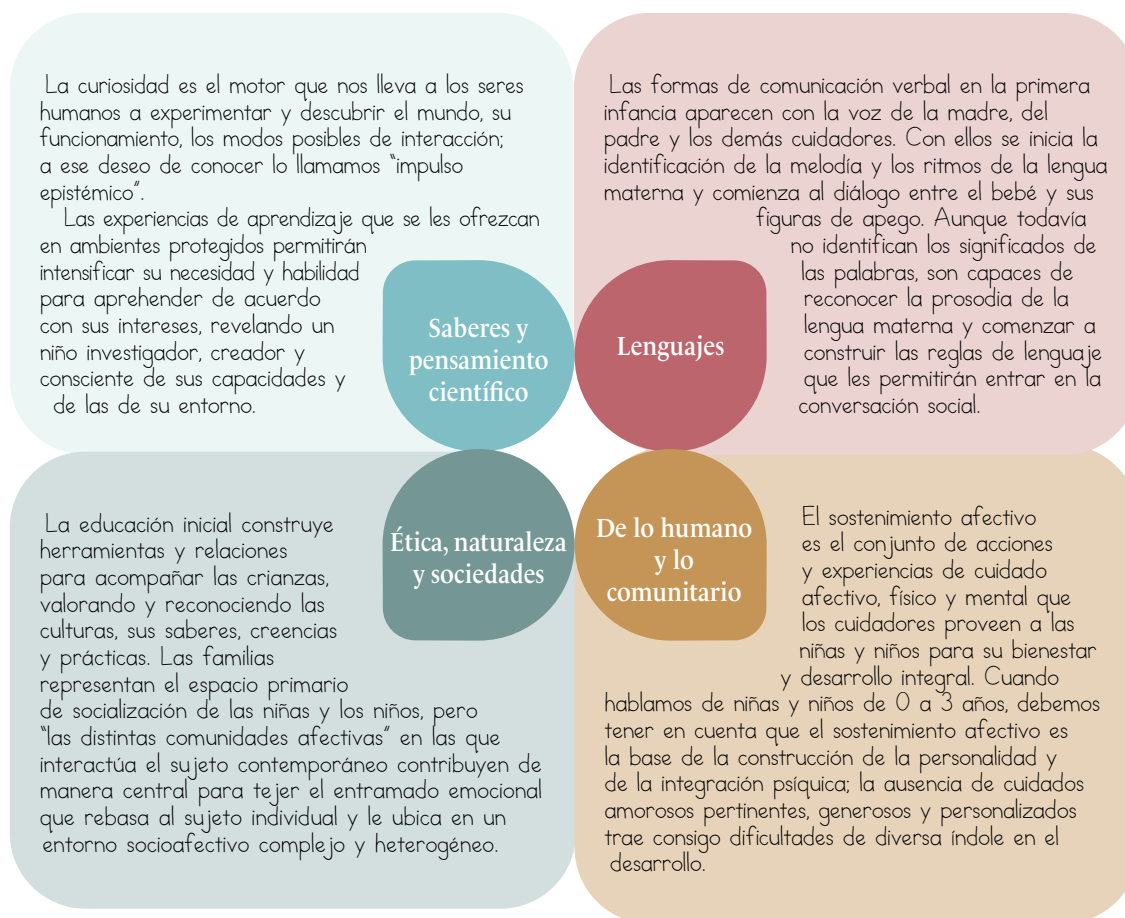 La curiosidad es el motor que nos lleva a los seres
humanos a experimentar y descubrir el mundo, su
funcionamiento, los modos posibles de interacción;
a ese deseo de conocer lo llamamos "impulso
epistémico".
Las experiencias de aprendizaje que se les ofrezcan
en ambientes protegidos permitirán
intensificar su necesidad y habilidad
para aprehender de acuerdo
con sus intereses, revelando un
niño investigador, creador y
consciente de sus capacidades y
de las de su entorno.
Saberes y
pensamiento
científico
Las formas de comunicación verbal en la primera
infancia aparecen con la voz de la madre, del
padre y los demás cuidadores. Con ellos se inicia la
identificación de la melodía y los ritmos de la lengua
materna y comienza al diálogo entre el bebé y sus
figuras de apego. Aunque todavía
no identifican los significados de
las palabras, son capaces de
reconocer la prosodia de la
lengua materna y comenzar a
construir las reglas de lenguaje
que les permitirán entrar en la
conversación social.
Lenguajes
La educación inicial construye
herramientas y relaciones
para acompañar las crianzas,
valorando y reconociendo las
culturas, sus saberes, creencias
y prácticas. Las familias
representan el espacio primario
de socialización de las niñas y los niños, pero
"las distintas comunidades afectivas" en las que
interactúa el sujeto contemporáneo contribuyen de
manera central para tejer el entramado emocional
que rebasa al sujeto individual y le ubica en un
entorno socioafectivo complejo y heterogéneo.
Ética, naturaleza
y sociedades
De lo humano
y lo
comunitario
El sostenimiento afectivo
es el conjunto de acciones
y experiencias de cuidado
afectivo, físico y mental que
los cuidadores proveen a las
niñas y niños para su bienestar
y desarrollo integral. Cuando
hablamos de niñas y niños de 0 a 3 años, debemos
tener en cuenta que el sostenimiento afectivo es
la base de la construcción de la personalidad y
de la integración psíquica; la ausencia de cuidados
amorosos pertinentes, generosos y personalizados
trae consigo dificultades de diversa índole en el
desarrollo.